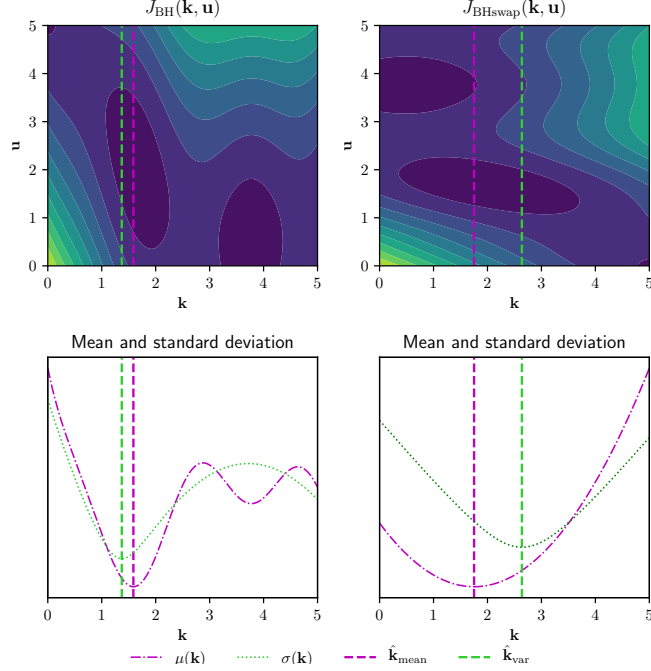 J_BH(k, u)
J_BHswap(k, u)
5
4
3
2
1
0
u
0 1 2 3 4 5
k
5
4
3
2
1
0
u
0 1 2 3 4 5
k
Mean and standard deviation
Mean and standard deviation
0 1 2 3 4 5
k
0 1 2 3 4 5
k
μ(k) σ(k) k̂_mean k̂_var